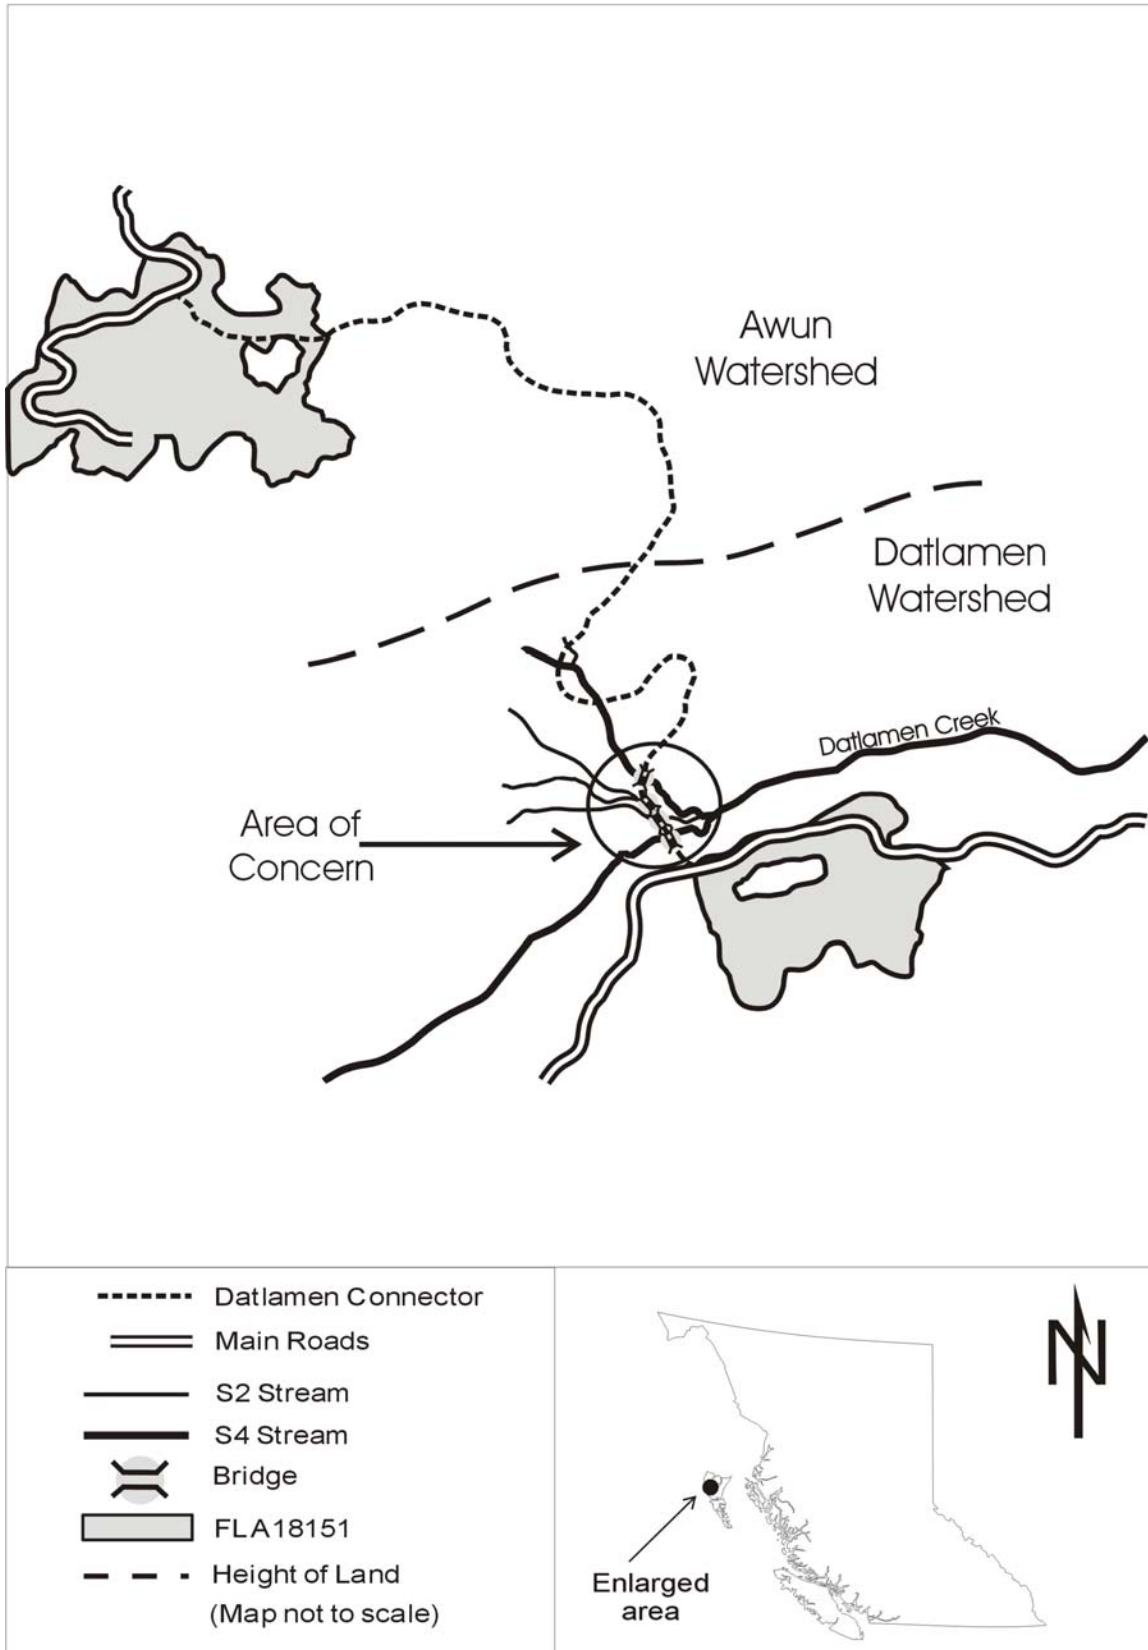 Awun
Watershed
Datlamen
Watershed
Datlamen Creek
Area of
Concern
Datlamen Connector
Main Roads
S2 Stream
S4 Stream
Bridge
FLA18151
Height of Land
(Map not to scale)
Enlarged
area
N